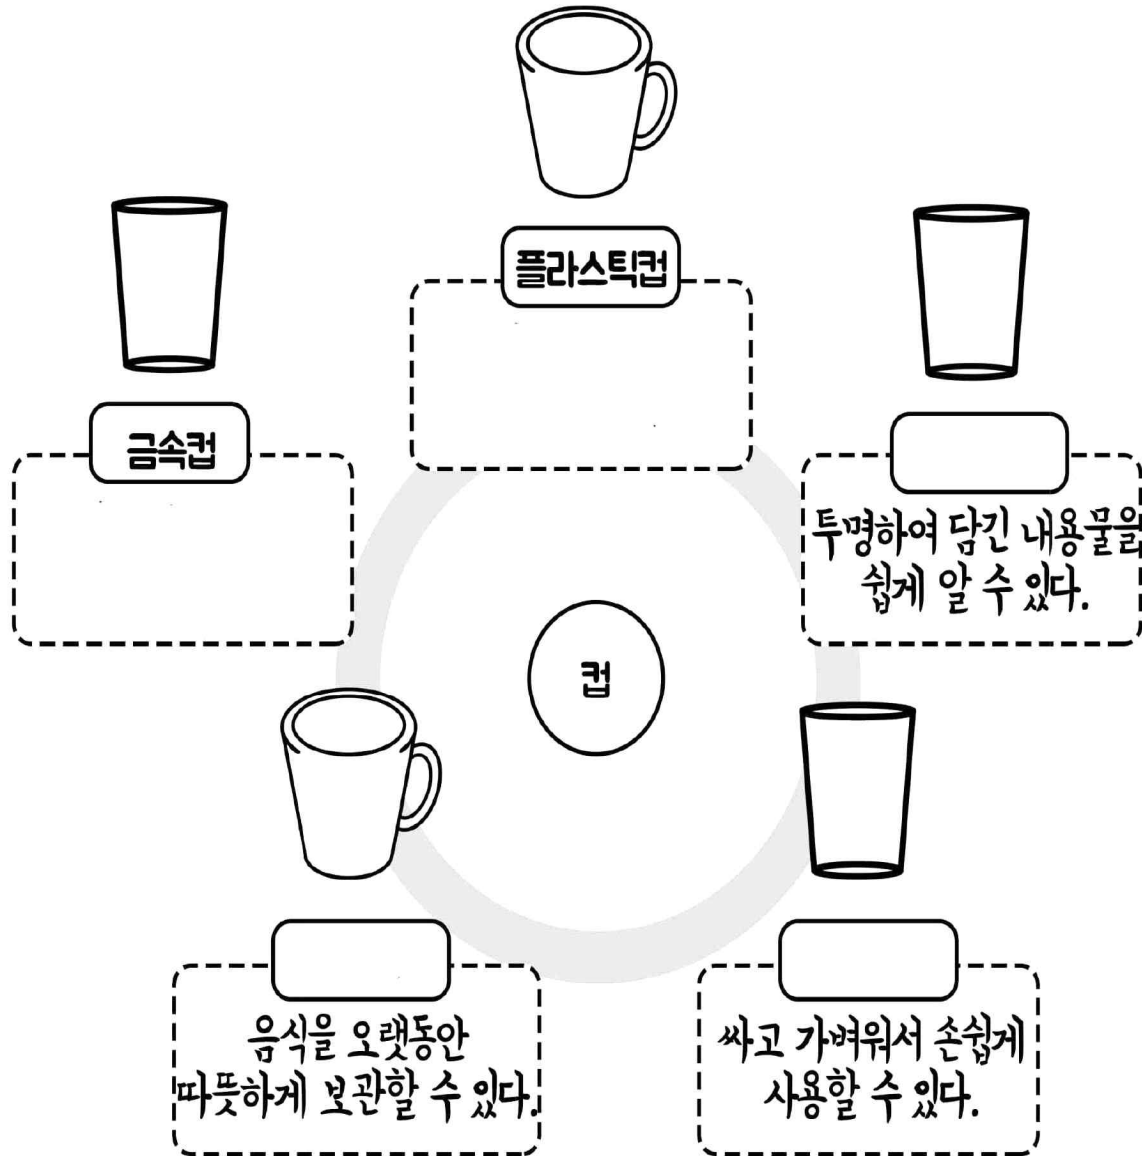 플라스틱컵
금속컵
투명하여 담긴 내용물을
쉽게 알 수 있다.
컵
음식을 오랫동안
따뜻하게 보관할 수 있다.
싸고 가벼워서 손쉽게
사용할 수 있다.